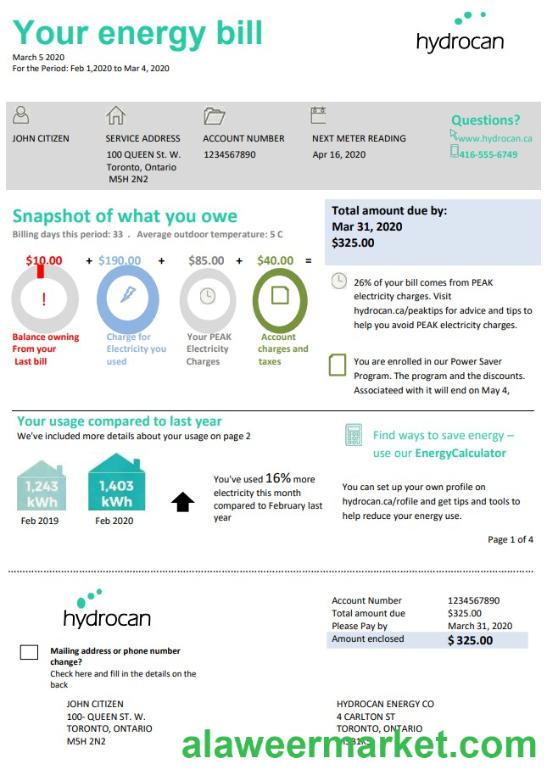 Your energy bill
March 5 2020
For the Period: Feb 1,2020 to Mar 4, 2020
hydrocan
JOHN CITIZEN
SERVICE ADDRESS
100 QUEEN St. W.
Toronto, Ontario
M5H 2N2
ACCOUNT NUMBER
1234567890
NEXT METER READING
Apr 16, 2020
Questions?
www.hydrocan.ca
416-555-6749
Snapshot of what you owe
Billing days this period: 33 . Average outdoor temperature: 5 C
Total amount due by:
Mar 31, 2020
$325.00
$10.00 + $190.00 + $85.00 + $40.00 =
!
Balance owning
From your
Last bill
Charge for
Electricity you
used
Your PEAK
Electricity
Charges
Account
charges and
taxes
26% of your bill comes from PEAK
electricity charges. Visit
hydrocan.ca/peaktips for advice and tips to
help you avoid PEAK electricity charges.
You are enrolled in our Power Saver
Program. The program and the discounts.
Associateed with it will end on May 4,
Your usage compared to last year
We've included more details about your usage on page 2
1,243
kWh
Feb 2019
1,403
kWh
Feb 2020
You've used 16% more
electricity this month
compared to February last
year
Find ways to save energy –
use our EnergyCalculator
You can set up your own profile on
hydrocan.ca/rofile and get tips and tools to
help reduce your energy use.
Page 1 of 4
hydrocan
Account Number 1234567890
Total amount due $325.00
Please Pay by March 31, 2020
Amount enclosed $ 325.00
Mailing address or phone number
change?
Check here and fill in the details on the
back
JOHN CITIZEN
100- QUEEN ST. W.
TORONTO, ONTARIO
M5H 2N2
HYDROCAN ENERGY CO
4 CARLTON ST
TORONTO, ONTARIO
alaweermarket.com